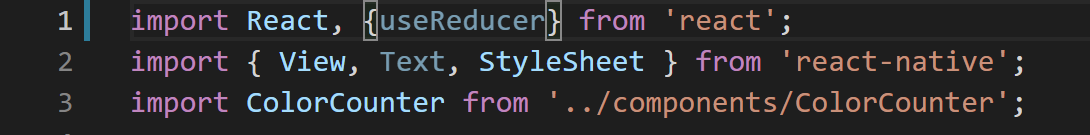 1 import React, {useReducer} from 'react';
2 import { View, Text, StyleSheet } from 'react-native';
3 import ColorCounter from '../components/ColorCounter';